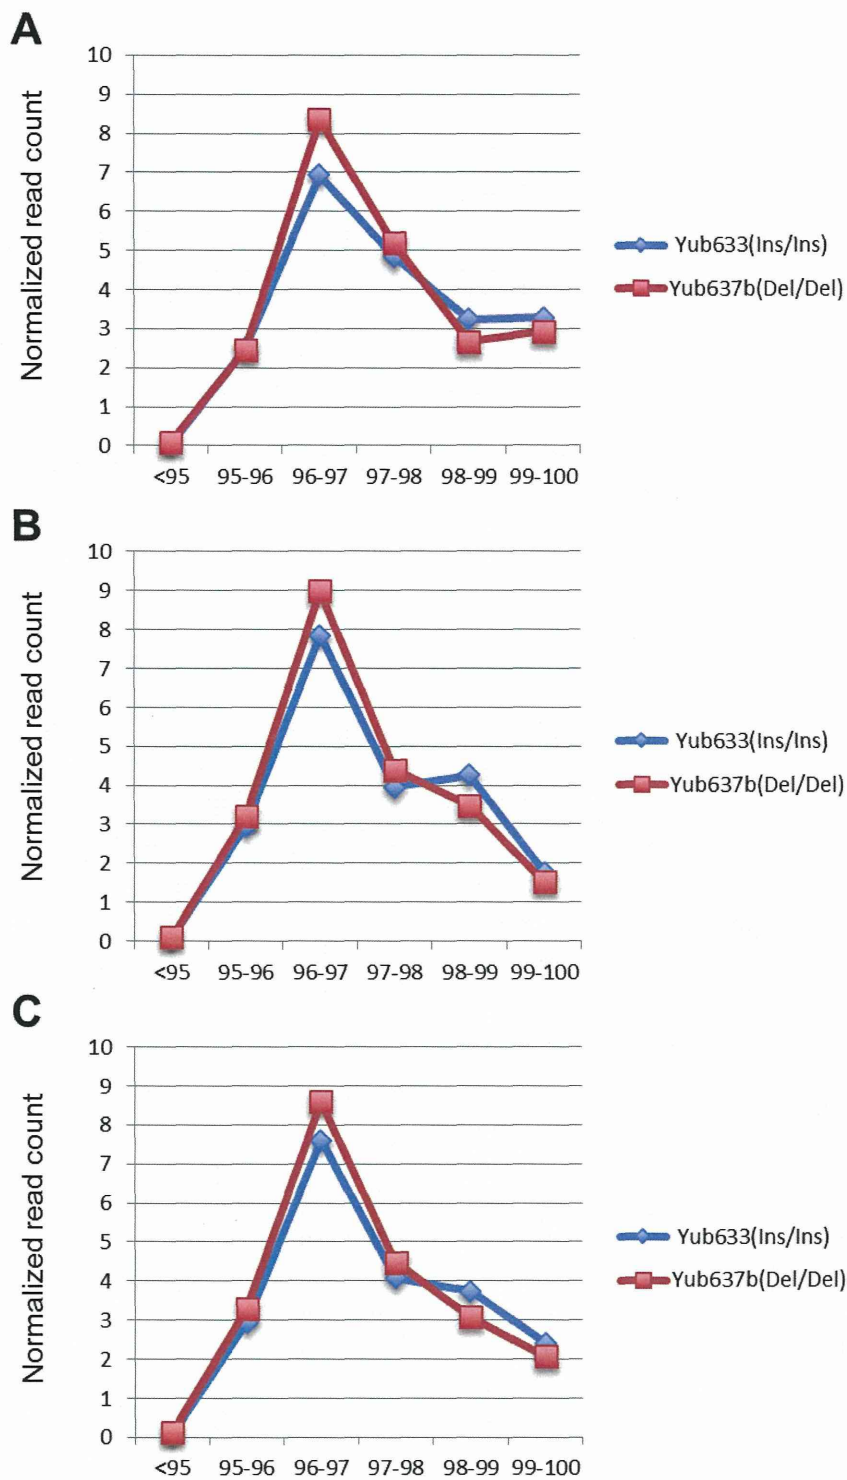 A
Normalized read count
10
9
8
7
6
5
4
3
2
1
0
<95 95-96 96-97 97-98 98-99 99-100
Yub633(Ins/Ins)
Yub637b(Del/Del)
B
Normalized read count
10
9
8
7
6
5
4
3
2
1
0
<95 95-96 96-97 97-98 98-99 99-100
Yub633(Ins/Ins)
Yub637b(Del/Del)
C
Normalized read count
10
9
8
7
6
5
4
3
2
1
0
<95 95-96 96-97 97-98 98-99 99-100
Yub633(Ins/Ins)
Yub637b(Del/Del)